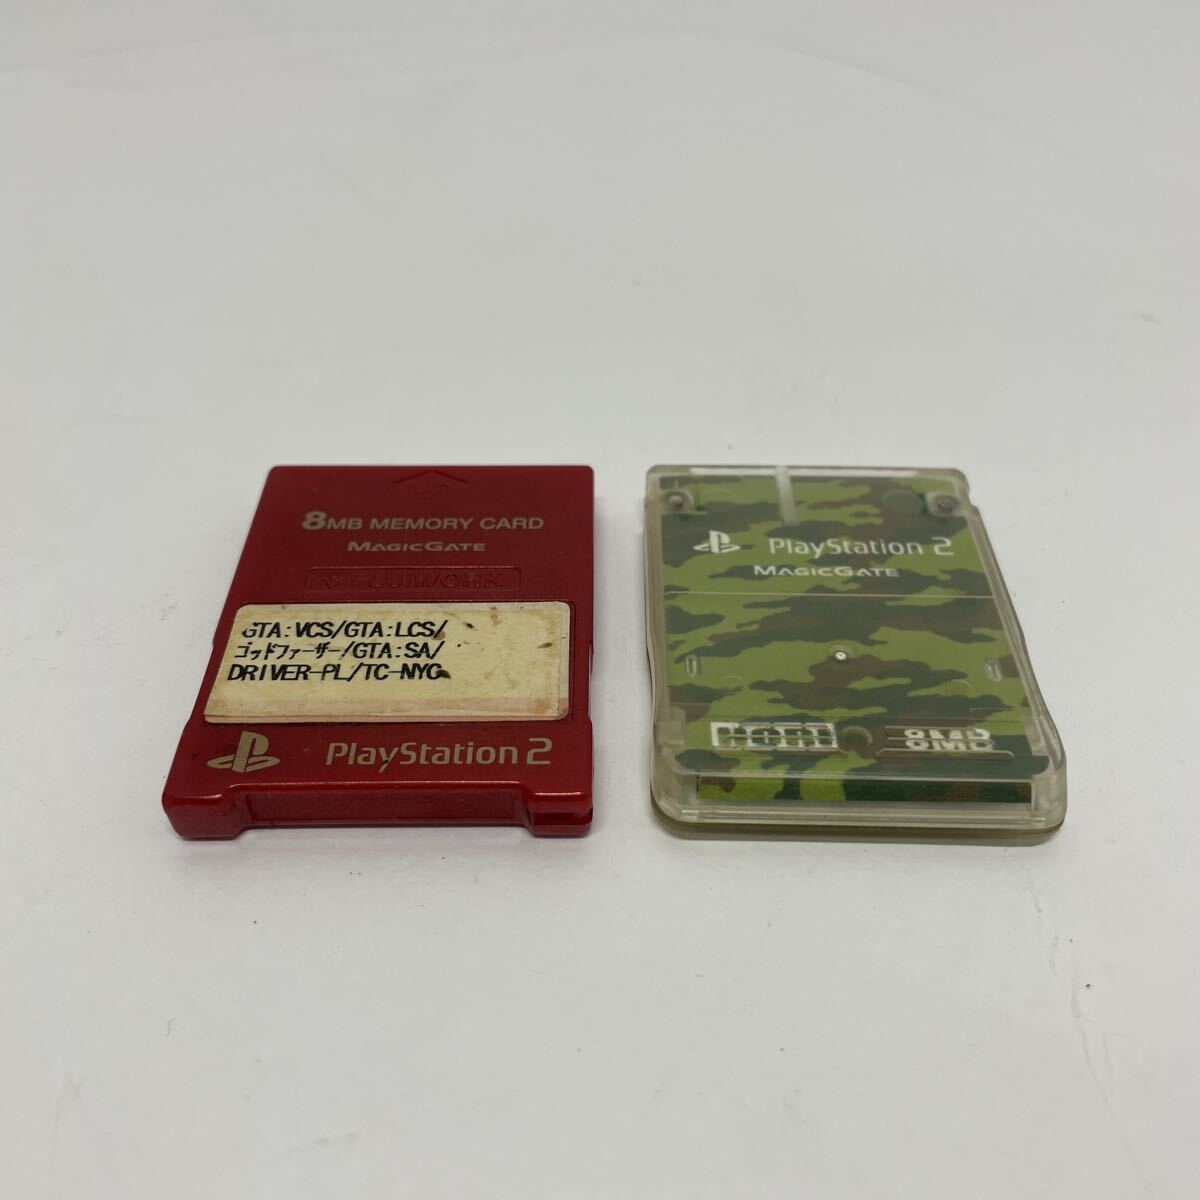 8MB MEMORY CARD
MAGICGATE
FUJIWORK
GTA:VCS/GTA:LCS/
ゴッドファーザー/GTA:SA/
DRIVER-PL/TC-NYC
PlayStation 2
PlayStation 2
MAGICGATE
HORI
8MB